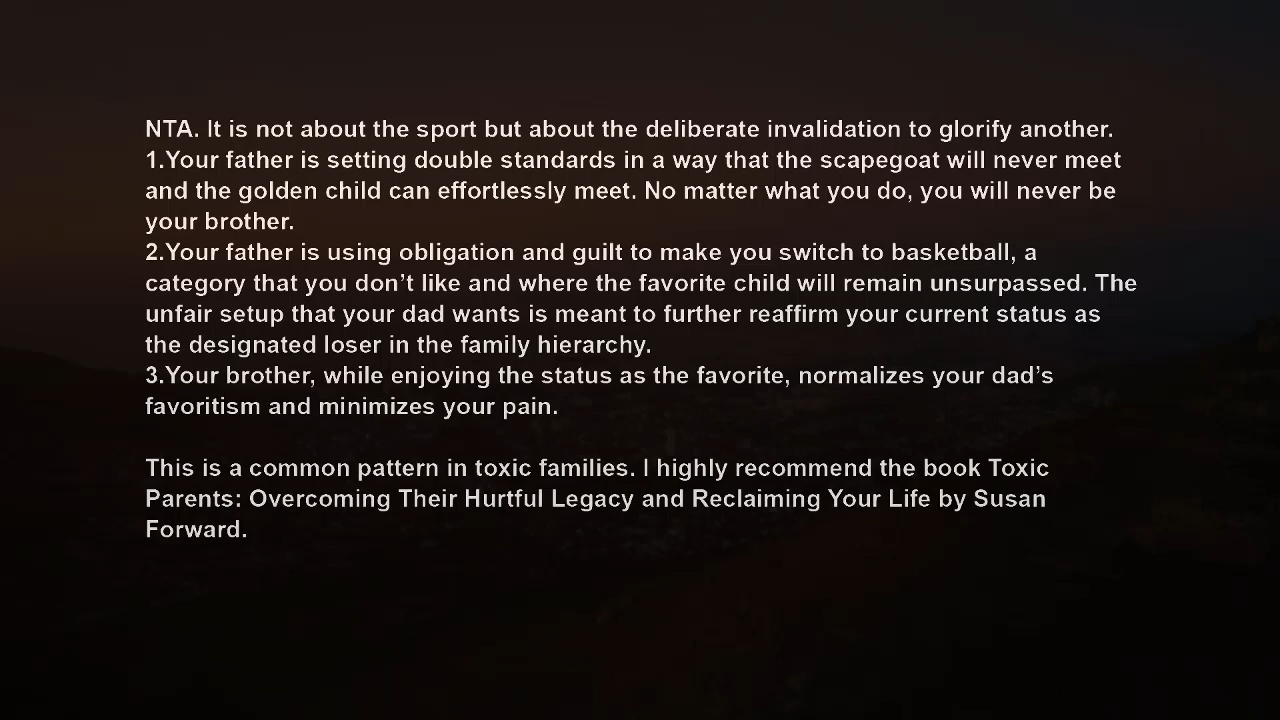 NTA. It is not about the sport but about the deliberate invalidation to glorify another.
1.Your father is setting double standards in a way that the scapegoat will never meet
and the golden child can effortlessly meet. No matter what you do, you will never be
your brother.
2.Your father is using obligation and guilt to make you switch to basketball, a
category that you don’t like and where the favorite child will remain unsurpassed. The
unfair setup that your dad wants is meant to further reaffirm your current status as
the designated loser in the family hierarchy.
3.Your brother, while enjoying the status as the favorite, normalizes your dad’s
favoritism and minimizes your pain.
This is a common pattern in toxic families. I highly recommend the book Toxic
Parents: Overcoming Their Hurtful Legacy and Reclaiming Your Life by Susan
Forward.